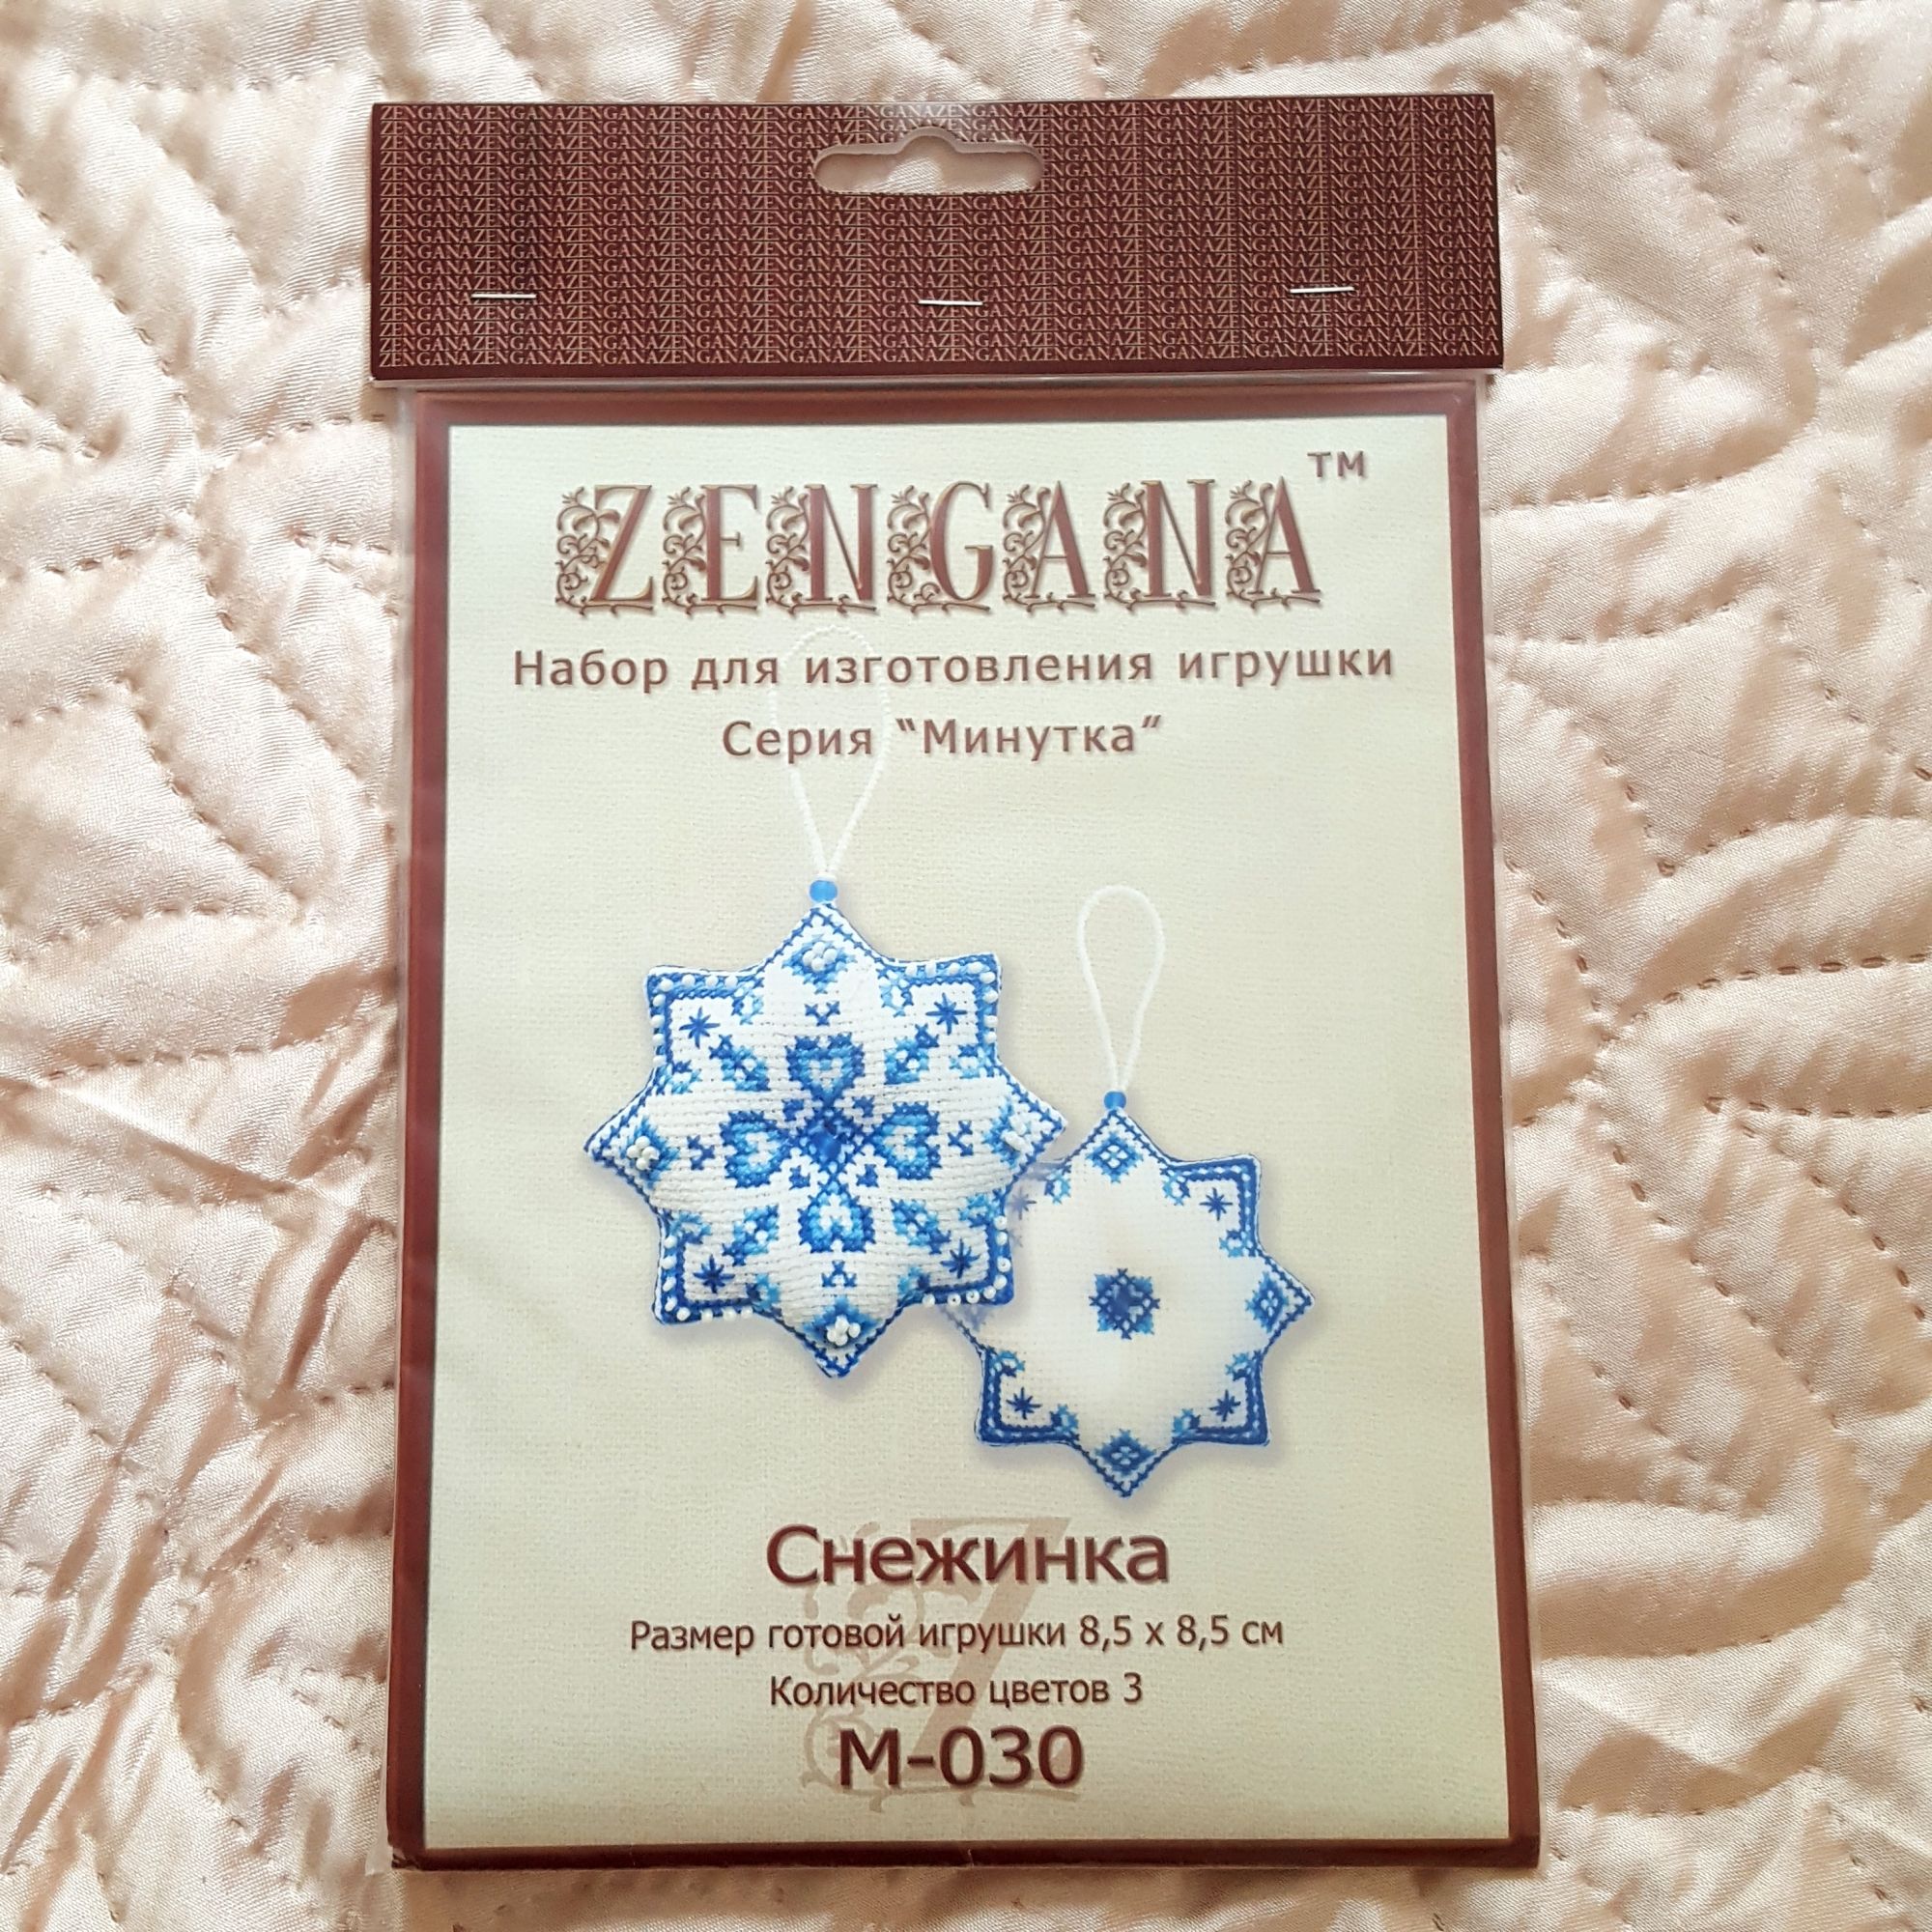 ZENGANA™
Набор для изготовления игрушки
Серия “Минутка”
Снежинка
Размер готовой игрушки 8,5 x 8,5 см
Количество цветов 3
М-030